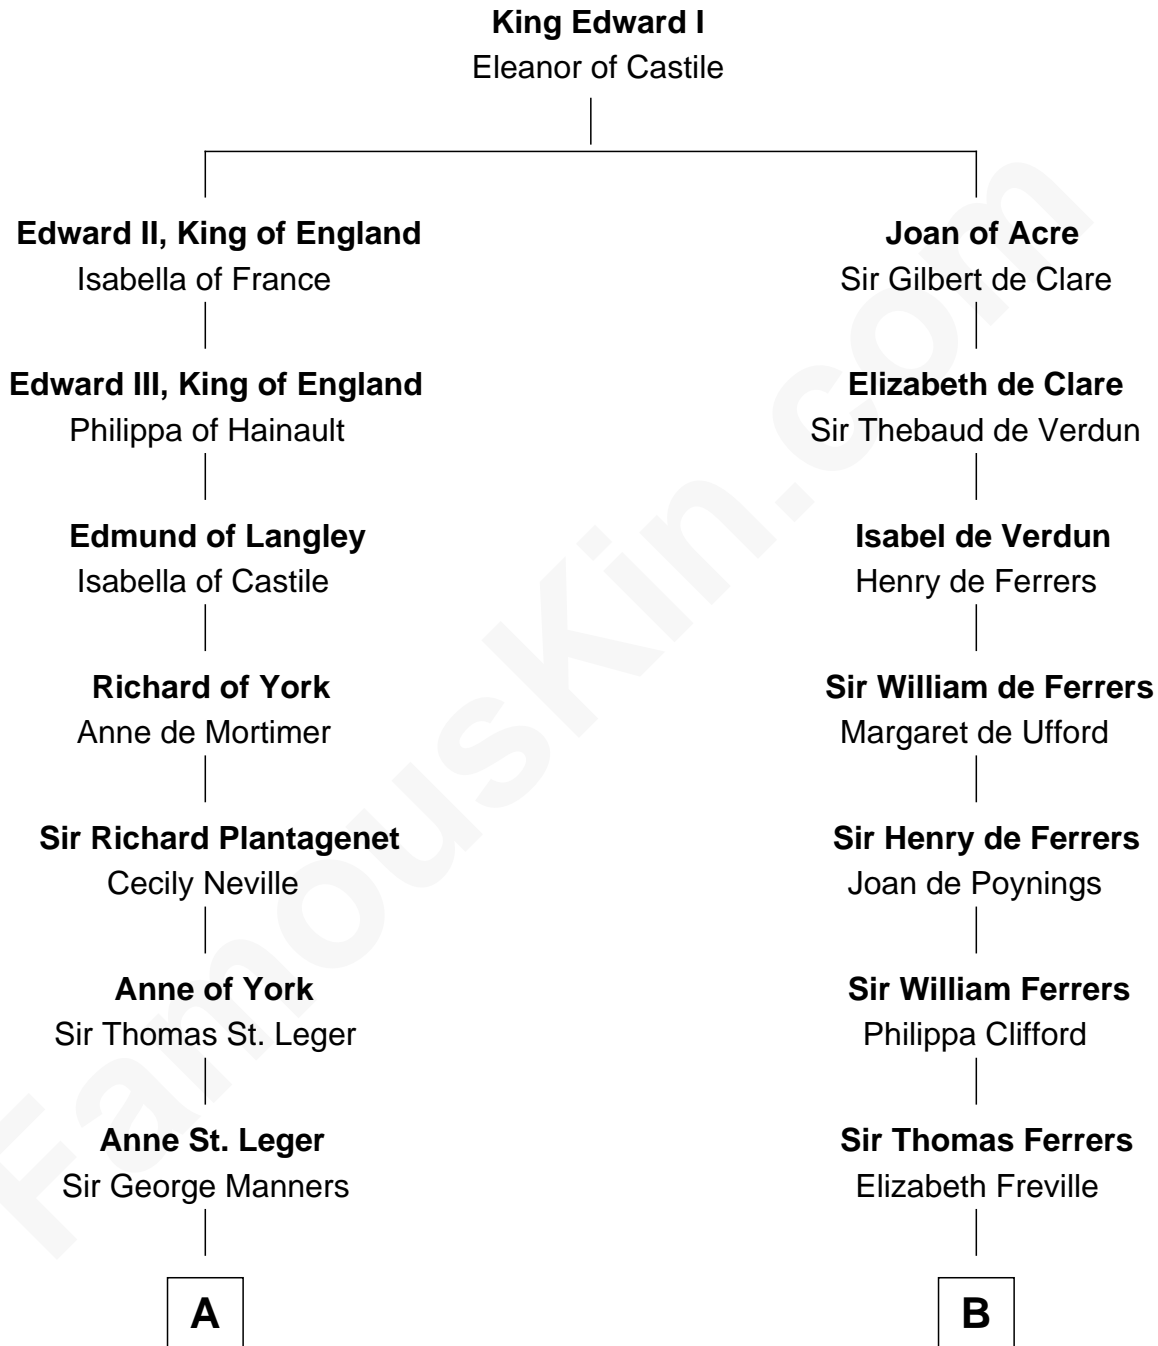 King Edward I
Eleanor of Castile
Edward II, King of England
Isabella of France
Edward III, King of England
Philippa of Hainault
Edmund of Langley
Isabella of Castile
Richard of York
Anne de Mortimer
Sir Richard Plantagenet
Cecily Neville
Anne of York
Sir Thomas St. Leger
Anne St. Leger
Sir George Manners
A
Joan of Acre
Sir Gilbert de Clare
Elizabeth de Clare
Sir Thebaud de Verdun
Isabel de Verdun
Henry de Ferrers
Sir William de Ferrers
Margaret de Ufford
Sir Henry de Ferrers
Joan de Poynings
Sir William Ferrers
Philippa Clifford
Sir Thomas Ferrers
Elizabeth Freville
B
FamousKin.com